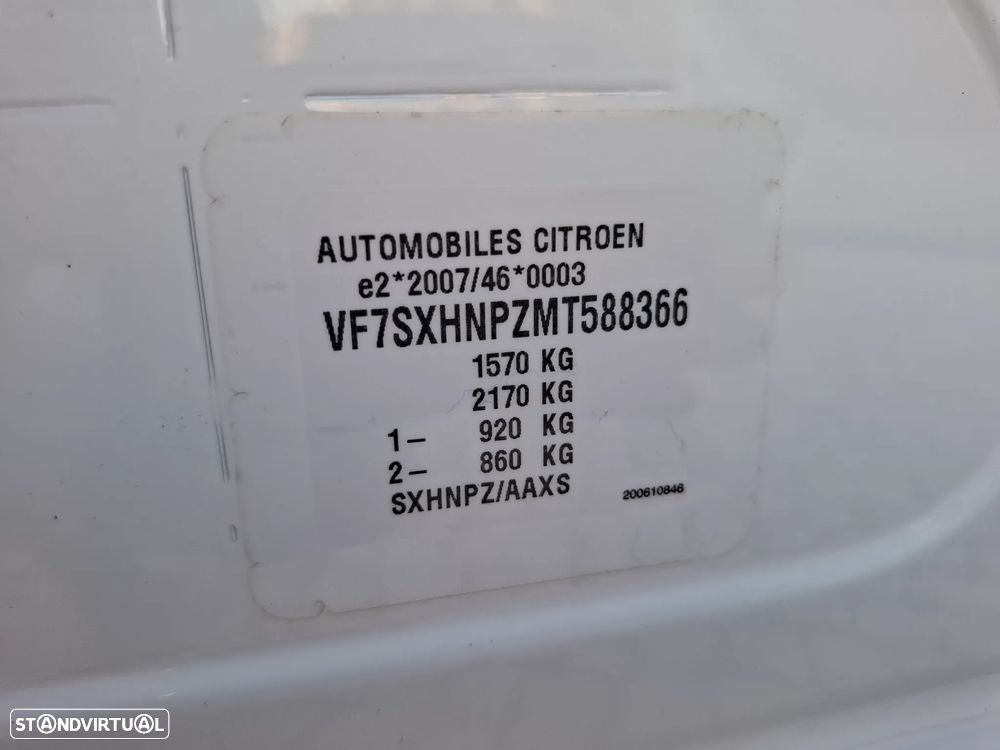 AUTOMOBILES CITROEN
e2*2007/46*0003
VF7SXHNPZMT588366
1570 KG
2170 KG
1- 920 KG
2- 860 KG
SXHNPZ/AAXS 200610846
STANDVIRTUAL